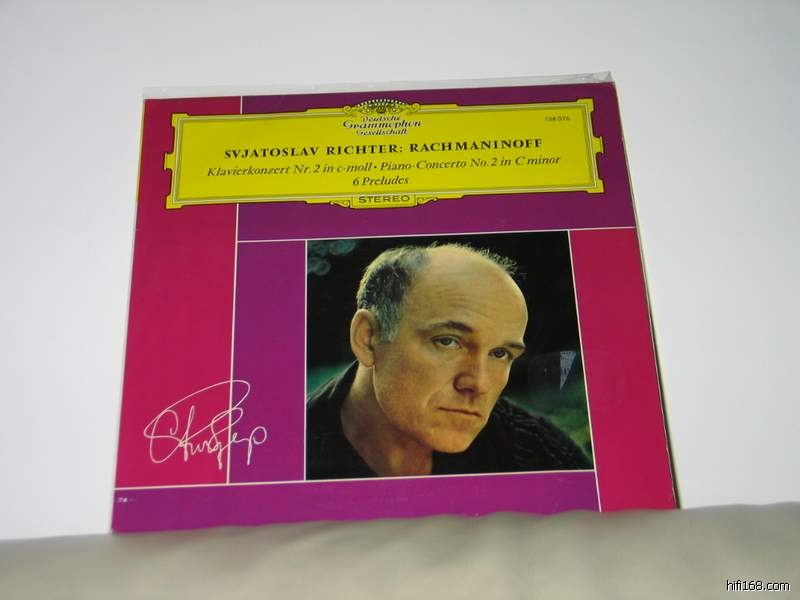 Deutsche
Grammophon
Gesellschaft
138 076
SVJATOSLAV RICHTER: RACHMANINOFF
Klavierkonzert Nr. 2 in c-moll · Piano-Concerto No. 2 in C minor
6 Preludes
STEREO
hifi168.com